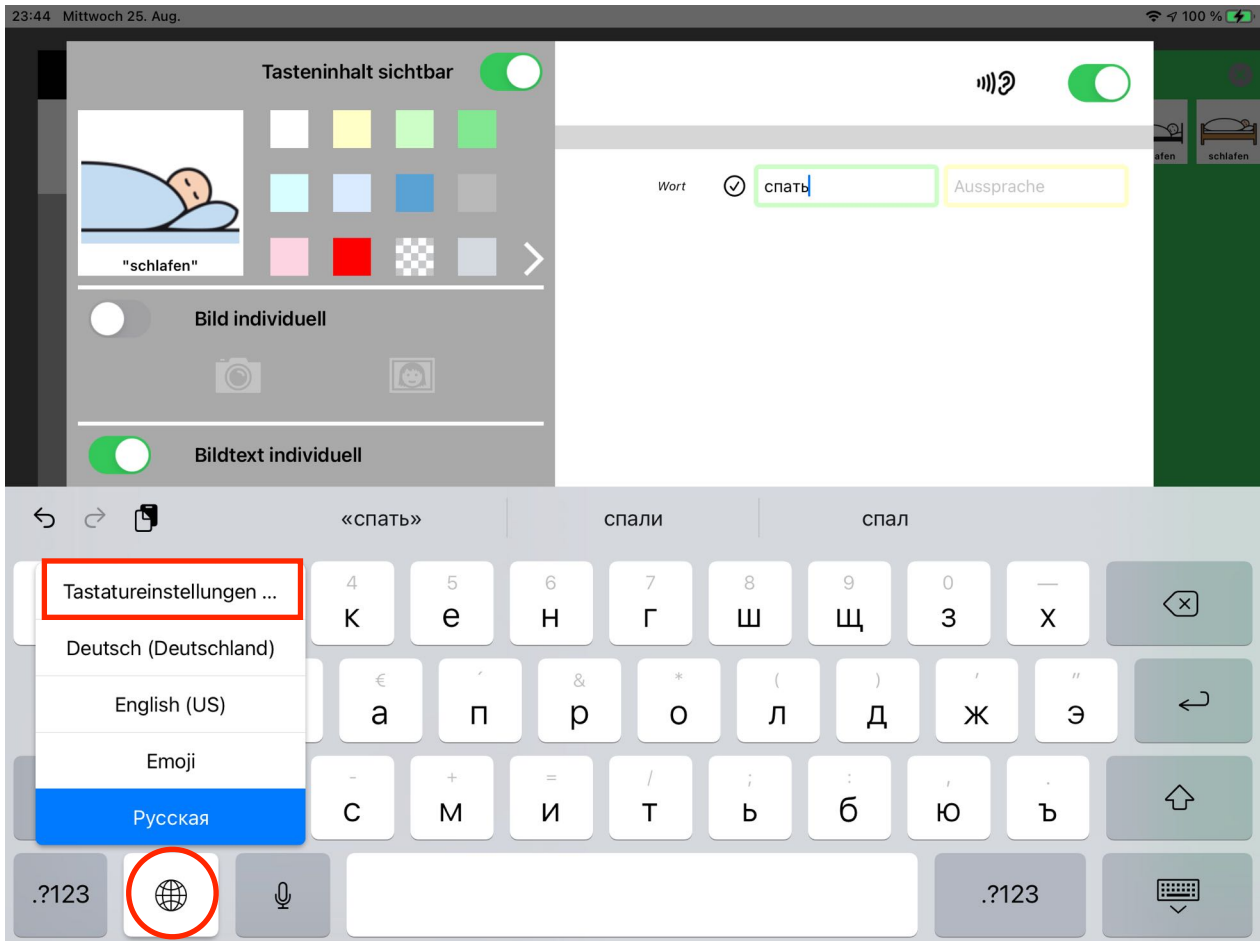 23:44 Mittwoch 25. Aug.
100 %
Tasteninhalt sichtbar
afen
schlafen
Wort
спать
Aussprache
"schlafen"
Bild individuell
Bildtext individuell
«спать»
спали
спал
Tastatureinstellungen ...
Deutsch (Deutschland)
English (US)
Emoji
Русская
4 5 6 7 8 9 0 —
к е н г ш щ з х
€ ´ & * ( ) ' "
а п р о л д ж э
- + = / ; : , .
с м и т ь б ю ъ
.?123
.?123